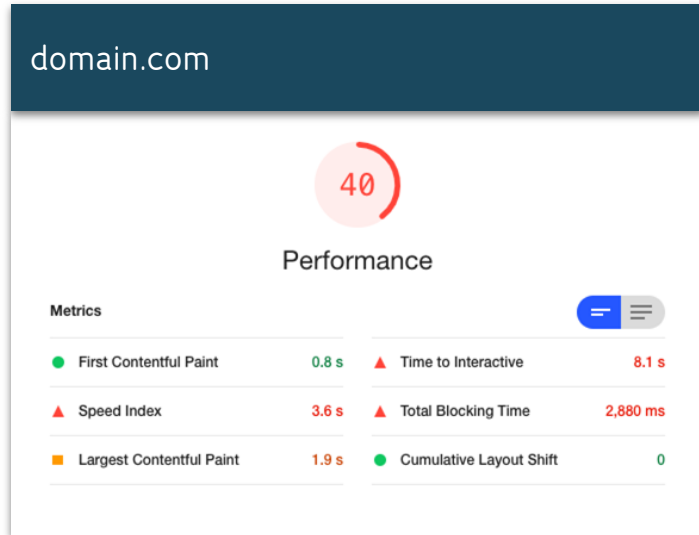 domain.com
40
Performance
Metrics
First Contentful Paint 0.8 s
Time to Interactive 8.1 s
Speed Index 3.6 s
Total Blocking Time 2,880 ms
Largest Contentful Paint 1.9 s
Cumulative Layout Shift 0